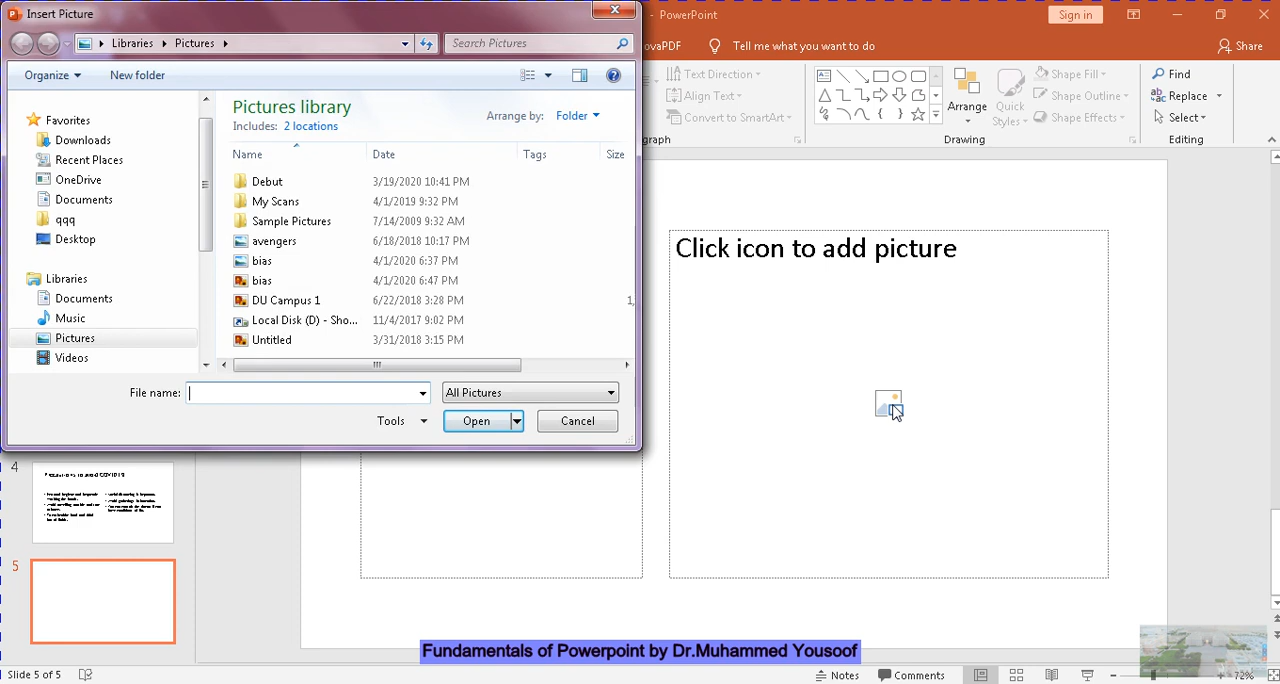 Insert Picture
- PowerPoint
Sign in
Libraries
Pictures
Search Pictures
ovaPDF
Tell me what you want to do
Share
Organize
New folder
Text Direction
Align Text
Convert to SmartArt
Arrange
Quick
Styles
Shape Fill
Shape Outline
Shape Effects
Find
Replace
Select
graph
Drawing
Editing
Pictures library
Includes: 2 locations
Arrange by: Folder
Name
Date
Tags
Size
Favorites
Downloads
Recent Places
OneDrive
Documents
qqq
Desktop
Libraries
Documents
Music
Pictures
Videos
Debut 3/19/2020 10:41 PM
My Scans 4/1/2019 9:32 PM
Sample Pictures 7/14/2009 9:32 AM
avengers 6/18/2018 10:17 PM
bias 4/1/2020 6:37 PM
bias 4/1/2020 6:47 PM
DU Campus 1 6/22/2018 3:28 PM 1,
Local Disk (D) - Sho... 11/4/2017 9:02 PM
Untitled 3/31/2018 3:15 PM
File name:
All Pictures
Tools
Open
Cancel
Click icon to add picture
4
5
Fundamentals of Powerpoint by Dr.Muhammed Yousoof
Slide 5 of 5
Notes
Comments
72%